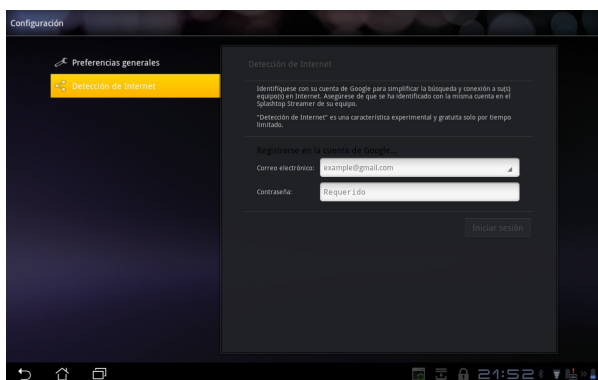 Configuración
Preferencias generales
Detección de Internet
Detección de Internet
Identifíquese con su cuenta de Google para simplificar la búsqueda y conexión a su(s)
equipo(s) en Internet. Asegúrese de que se ha identificado con la misma cuenta en el
Splashtop Streamer de su equipo.
"Detección de Internet" es una característica experimental y gratuita solo por tiempo
limitado.
Registrarse en la cuenta de Google...
Correo electrónico:
example@gmail.com
Contraseña:
Requerido
Iniciar sesión
21:52